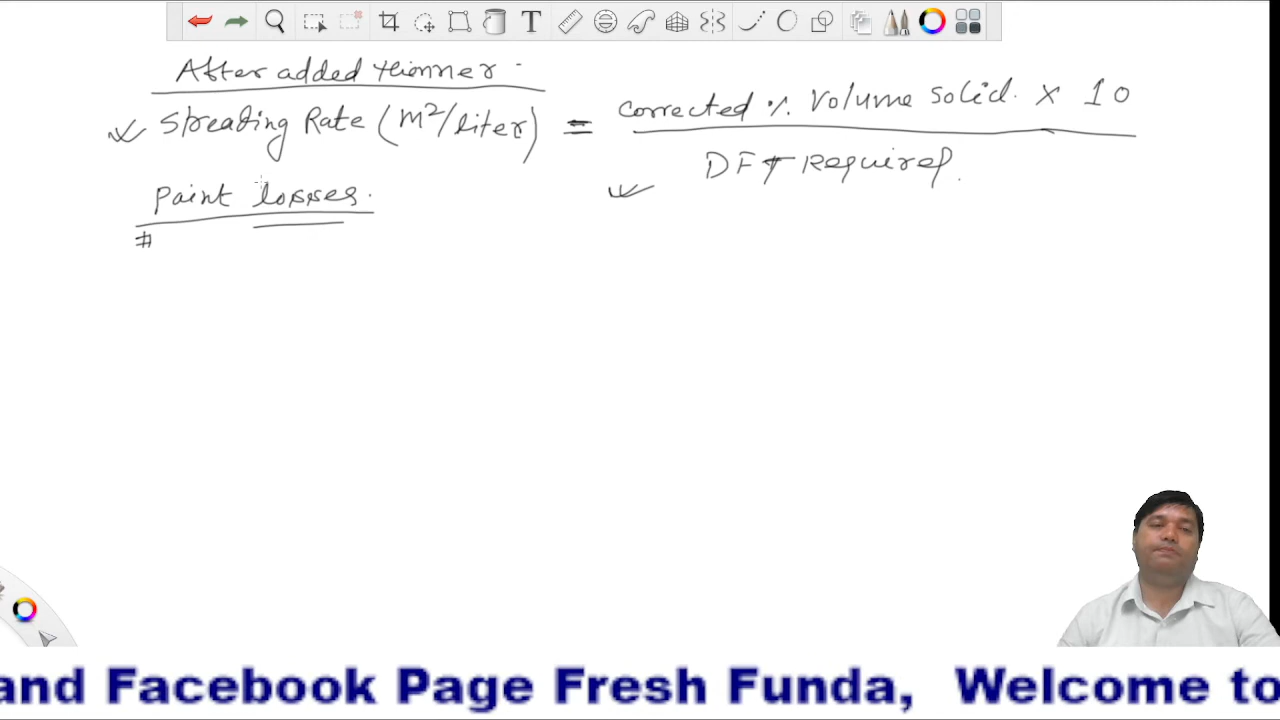 After added thinner
Streading Rate (M²/liter) = corrected % Volume solid. × 10
DFT Required.
Paint losses.
#
and Facebook Page Fresh Funda, Welcome to